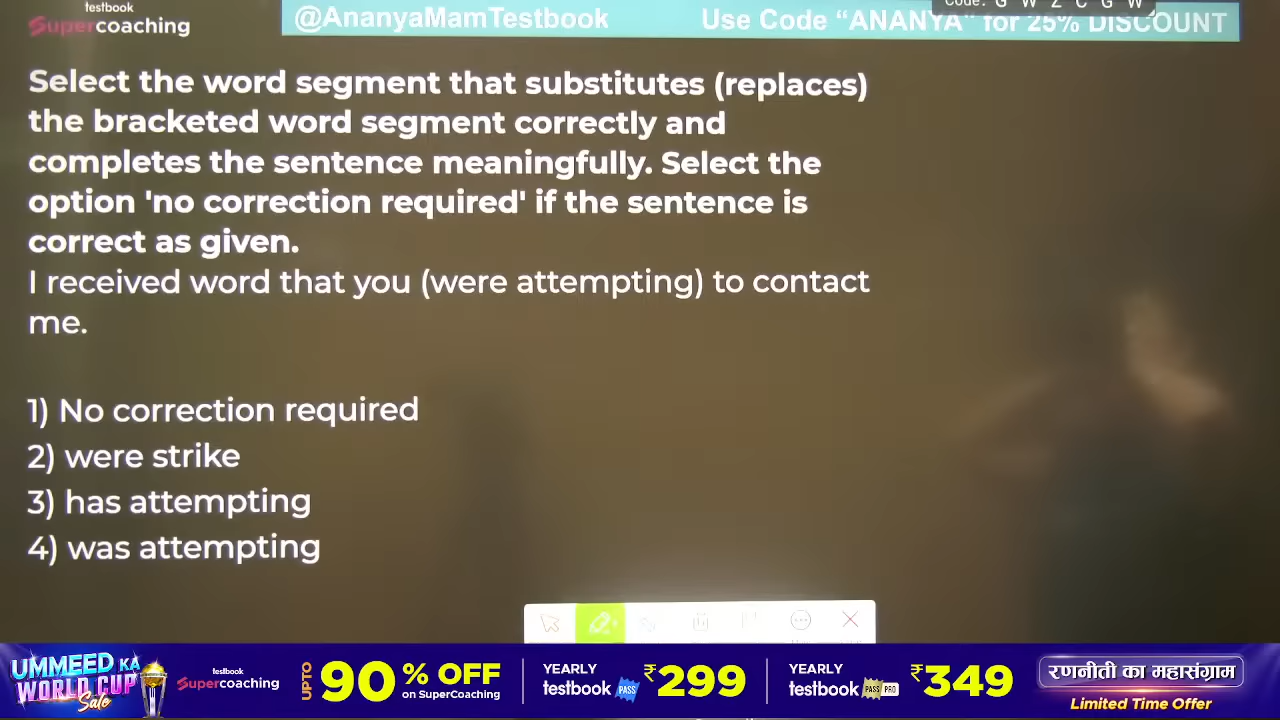 testbook
Supercoaching
@AnanyaMamTestbook
Use Code “ANANYA” for 25% DISCOUNT
Code: G W Z C G W
Select the word segment that substitutes (replaces)
the bracketed word segment correctly and
completes the sentence meaningfully. Select the
option 'no correction required' if the sentence is
correct as given.
I received word that you (were attempting) to contact
me.
1) No correction required
2) were strike
3) has attempting
4) was attempting
UMMEED KA
WORLD CUP
Sale
testbook
Supercoaching
UPTO 90% OFF
on SuperCoaching
YEARLY
testbook PASS
₹299
YEARLY
testbook PASS PRO
₹349
रणनीती का महासंग्राम
Limited Time Offer